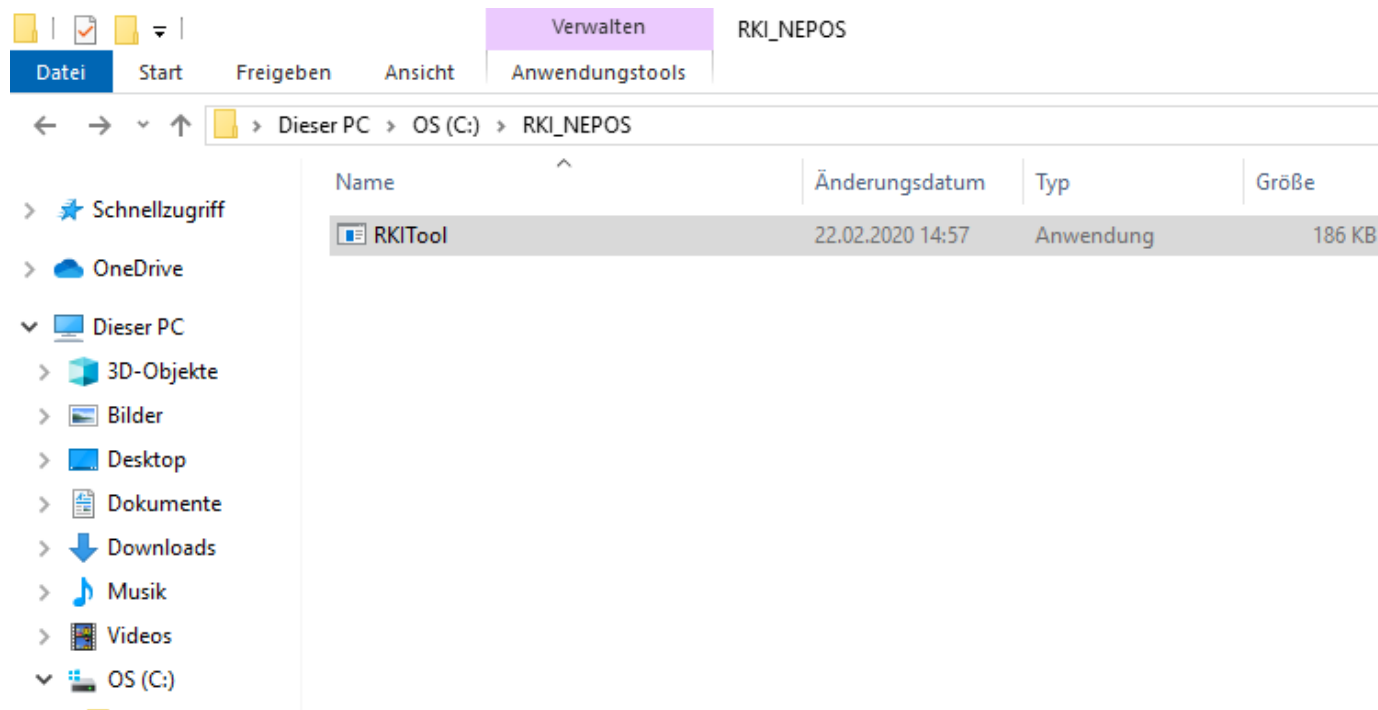 Verwalten RKI_NEPOS
Datei Start Freigeben Ansicht Anwendungstools
Dieser PC > OS (C:) > RKI_NEPOS
Name Änderungsdatum Typ Größe
RKITool 22.02.2020 14:57 Anwendung 186 KB
Schnellzugriff
OneDrive
Dieser PC
3D-Objekte
Bilder
Desktop
Dokumente
Downloads
Musik
Videos
OS (C:)